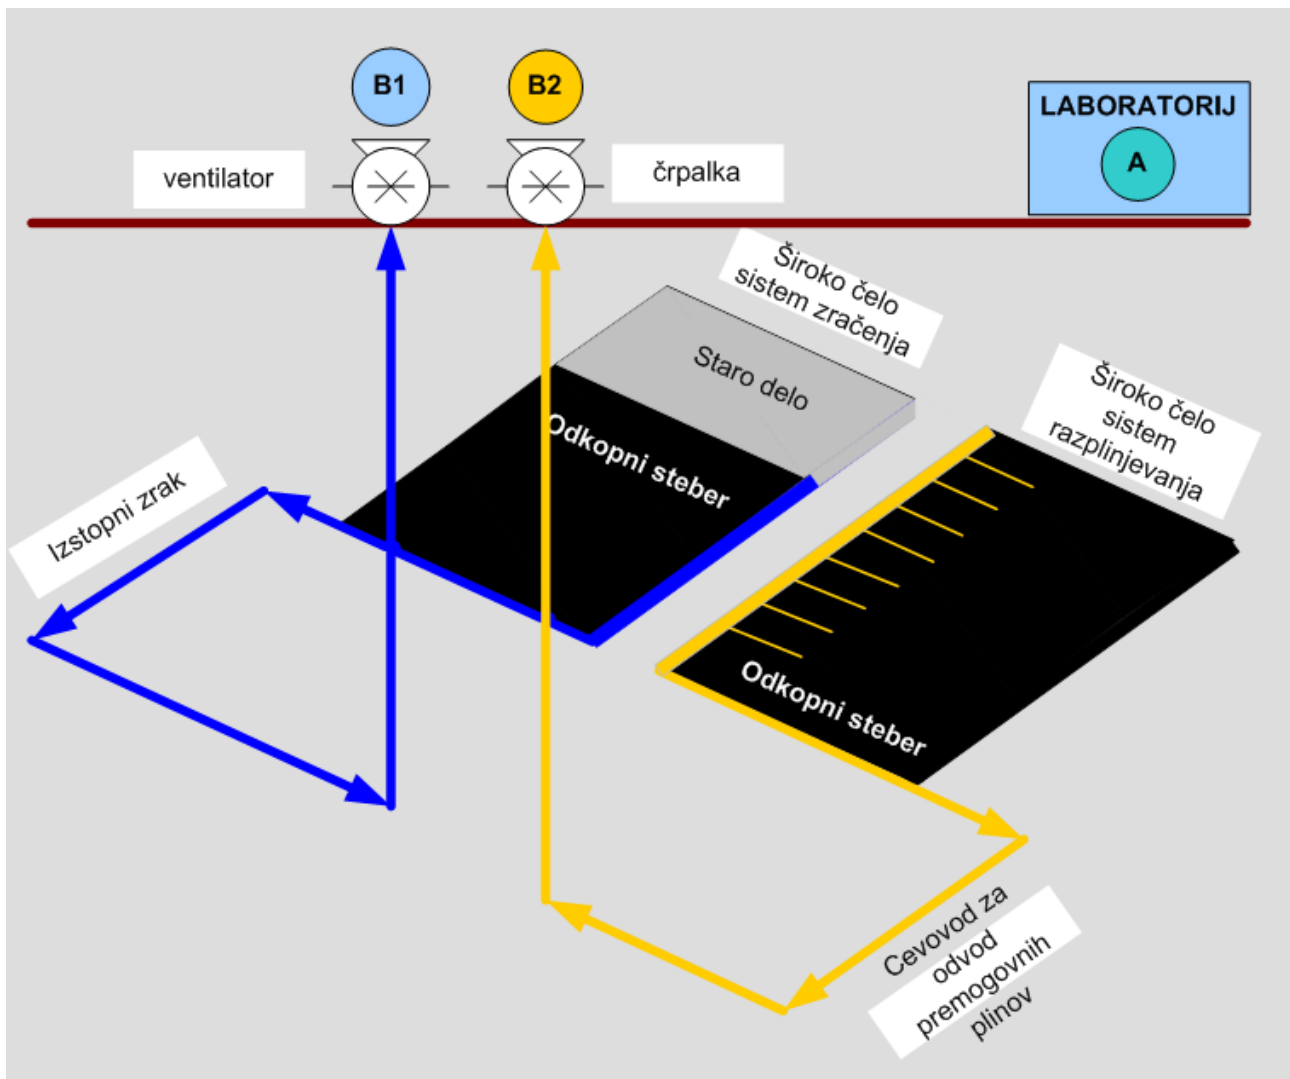 B1
B2
LABORATORIJ
A
ventilator
črpalka
Široko čelo
sistem zračenja
Staro delo
Odkopni steber
Široko čelo
sistem
razplinjevanja
Izstopni zrak
Odkopni steber
Cevovod za
odvod
premogovnih
plinov